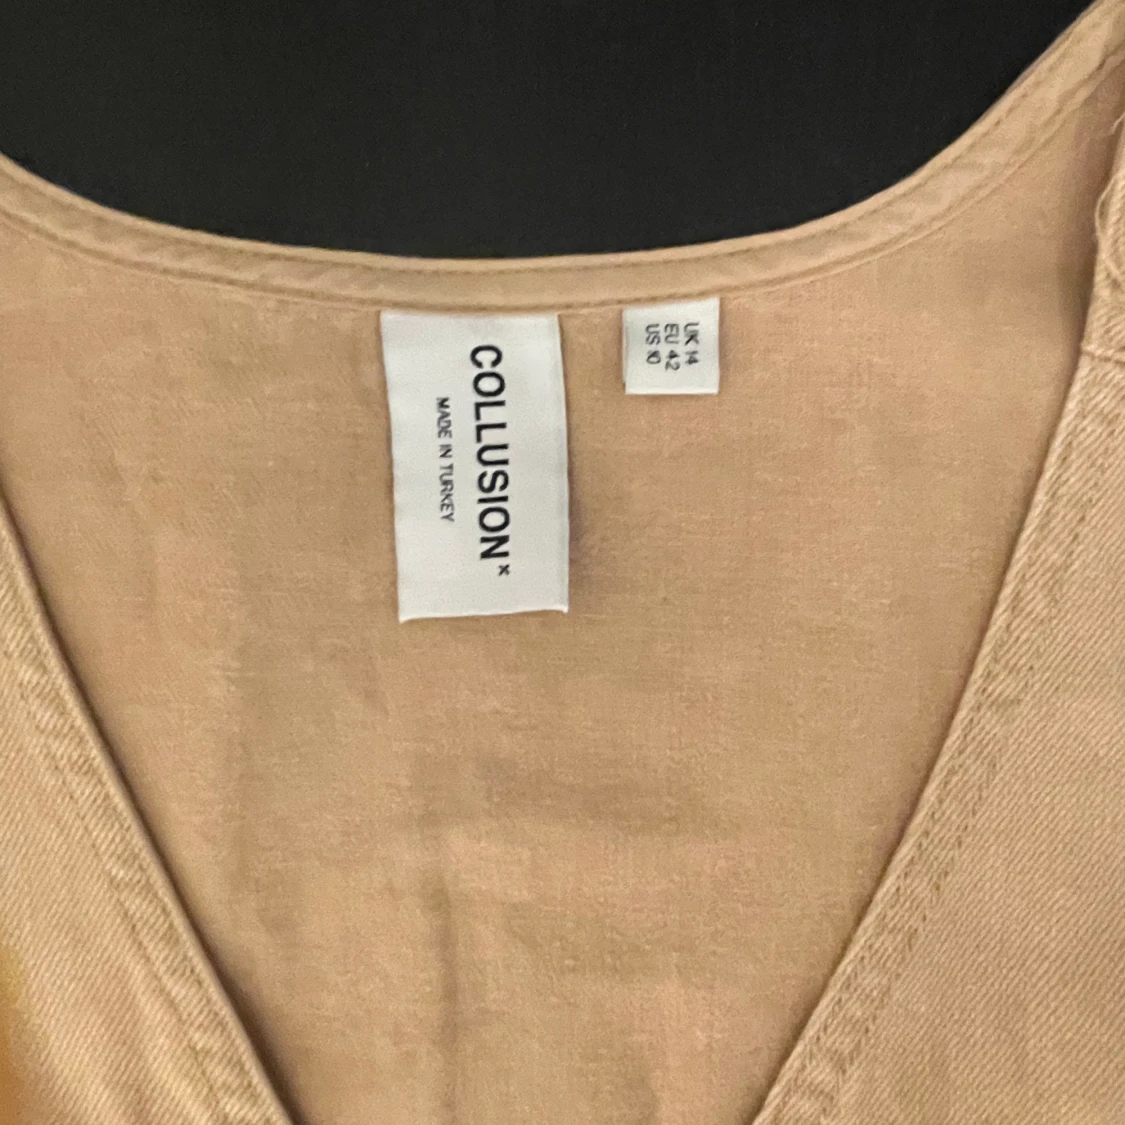 COLLUSION×
MADE IN TURKEY
UK 14
EU 42
US 10